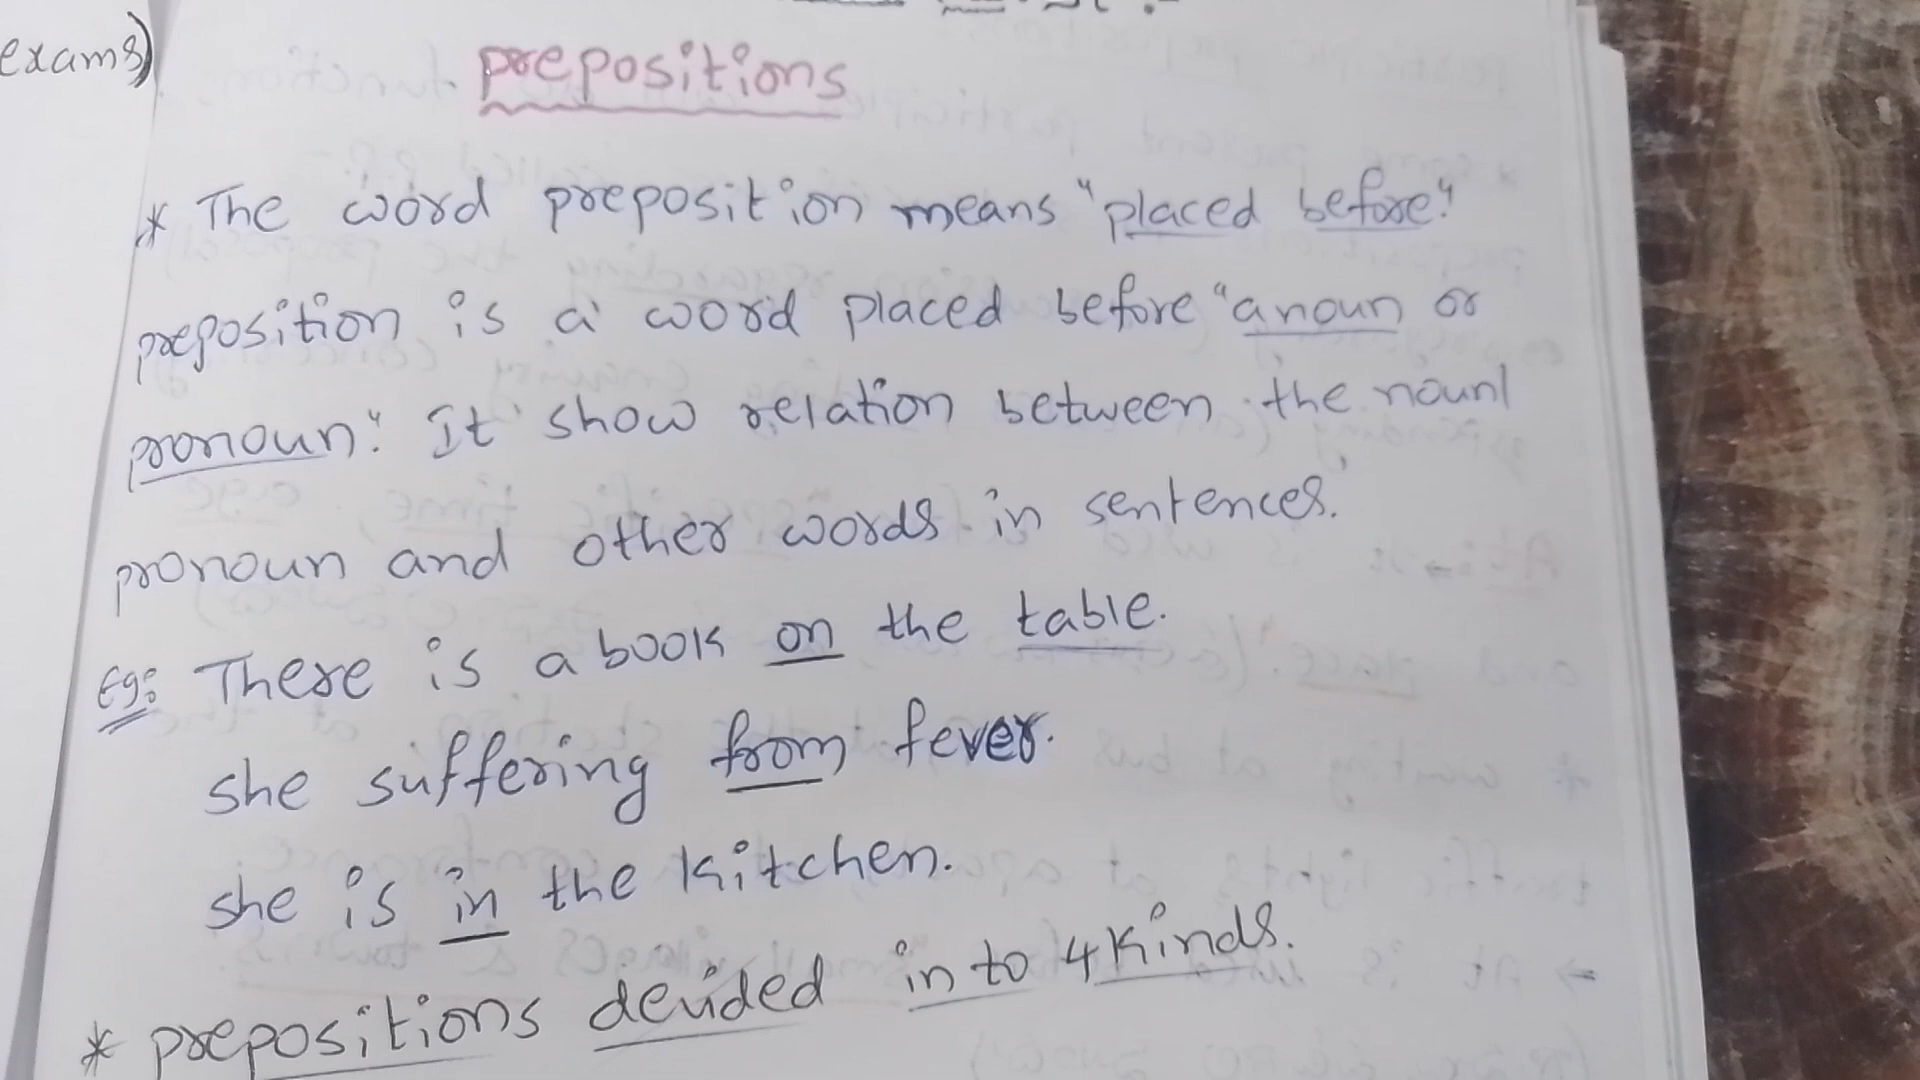 exams)
prepositions
* The word preposition means "placed before"
preposition is a word placed before "a noun or
pronoun". It show relation between the noun/
pronoun and other words in sentences.
Eg: There is a book on the table.
she suffering from fever.
she is in the kitchen.
* prepositions devided in to 4 kinds.